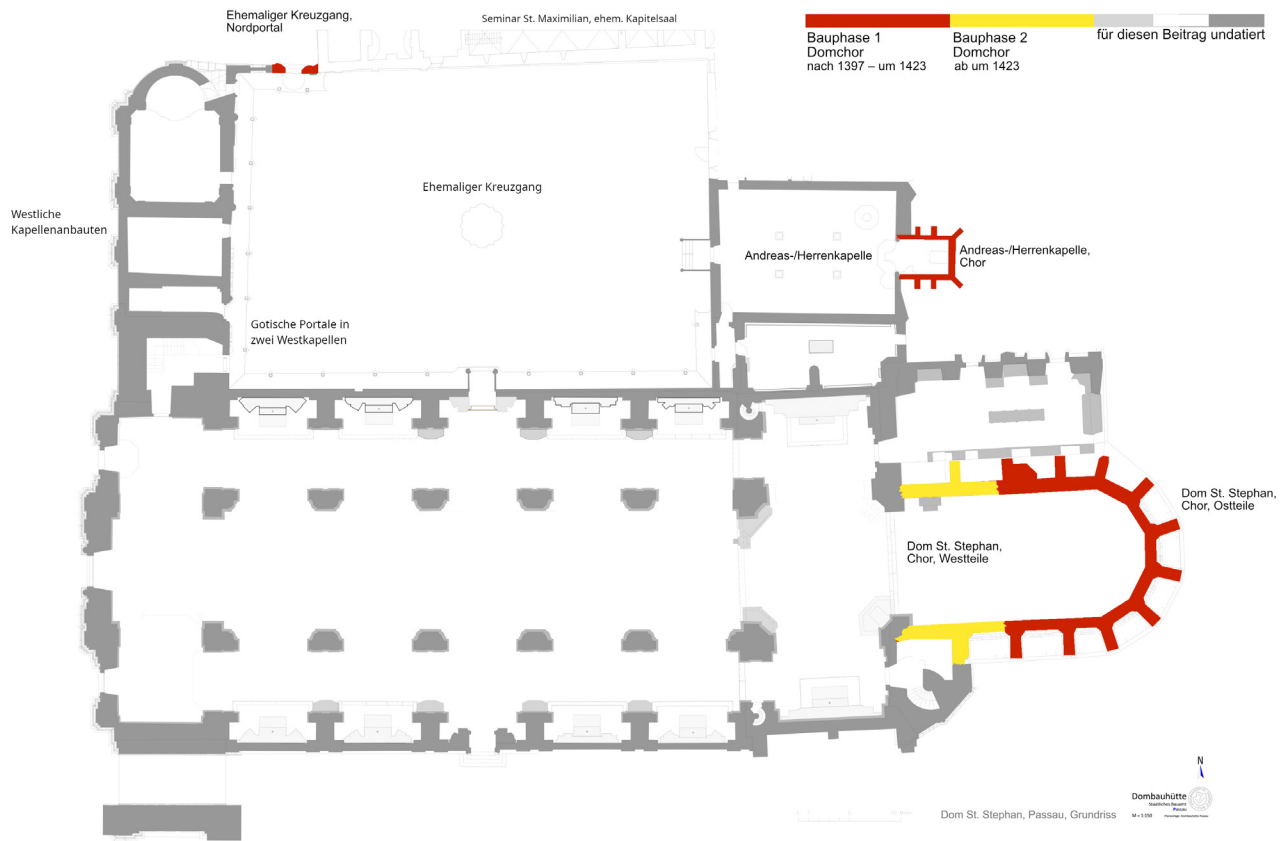 Ehemaliger Kreuzgang,
Nordportal
Seminar St. Maximilian, ehem. Kapitelsaal
Bauphase 1
Domchor
nach 1397 – um 1423
Bauphase 2
Domchor
ab um 1423
für diesen Beitrag undatiert
Westliche
Kapellenanbauten
Ehemaliger Kreuzgang
Andreas-/Herrenkapelle
Andreas-/Herrenkapelle,
Chor
Gotische Portale in
zwei Westkapellen
Dom St. Stephan,
Chor, Ostteile
Dom St. Stephan,
Chor, Westteile
N
Dombauhütte
Staatliches Bauamt
Passau
M = 1:150
Dom St. Stephan, Passau, Grundriss